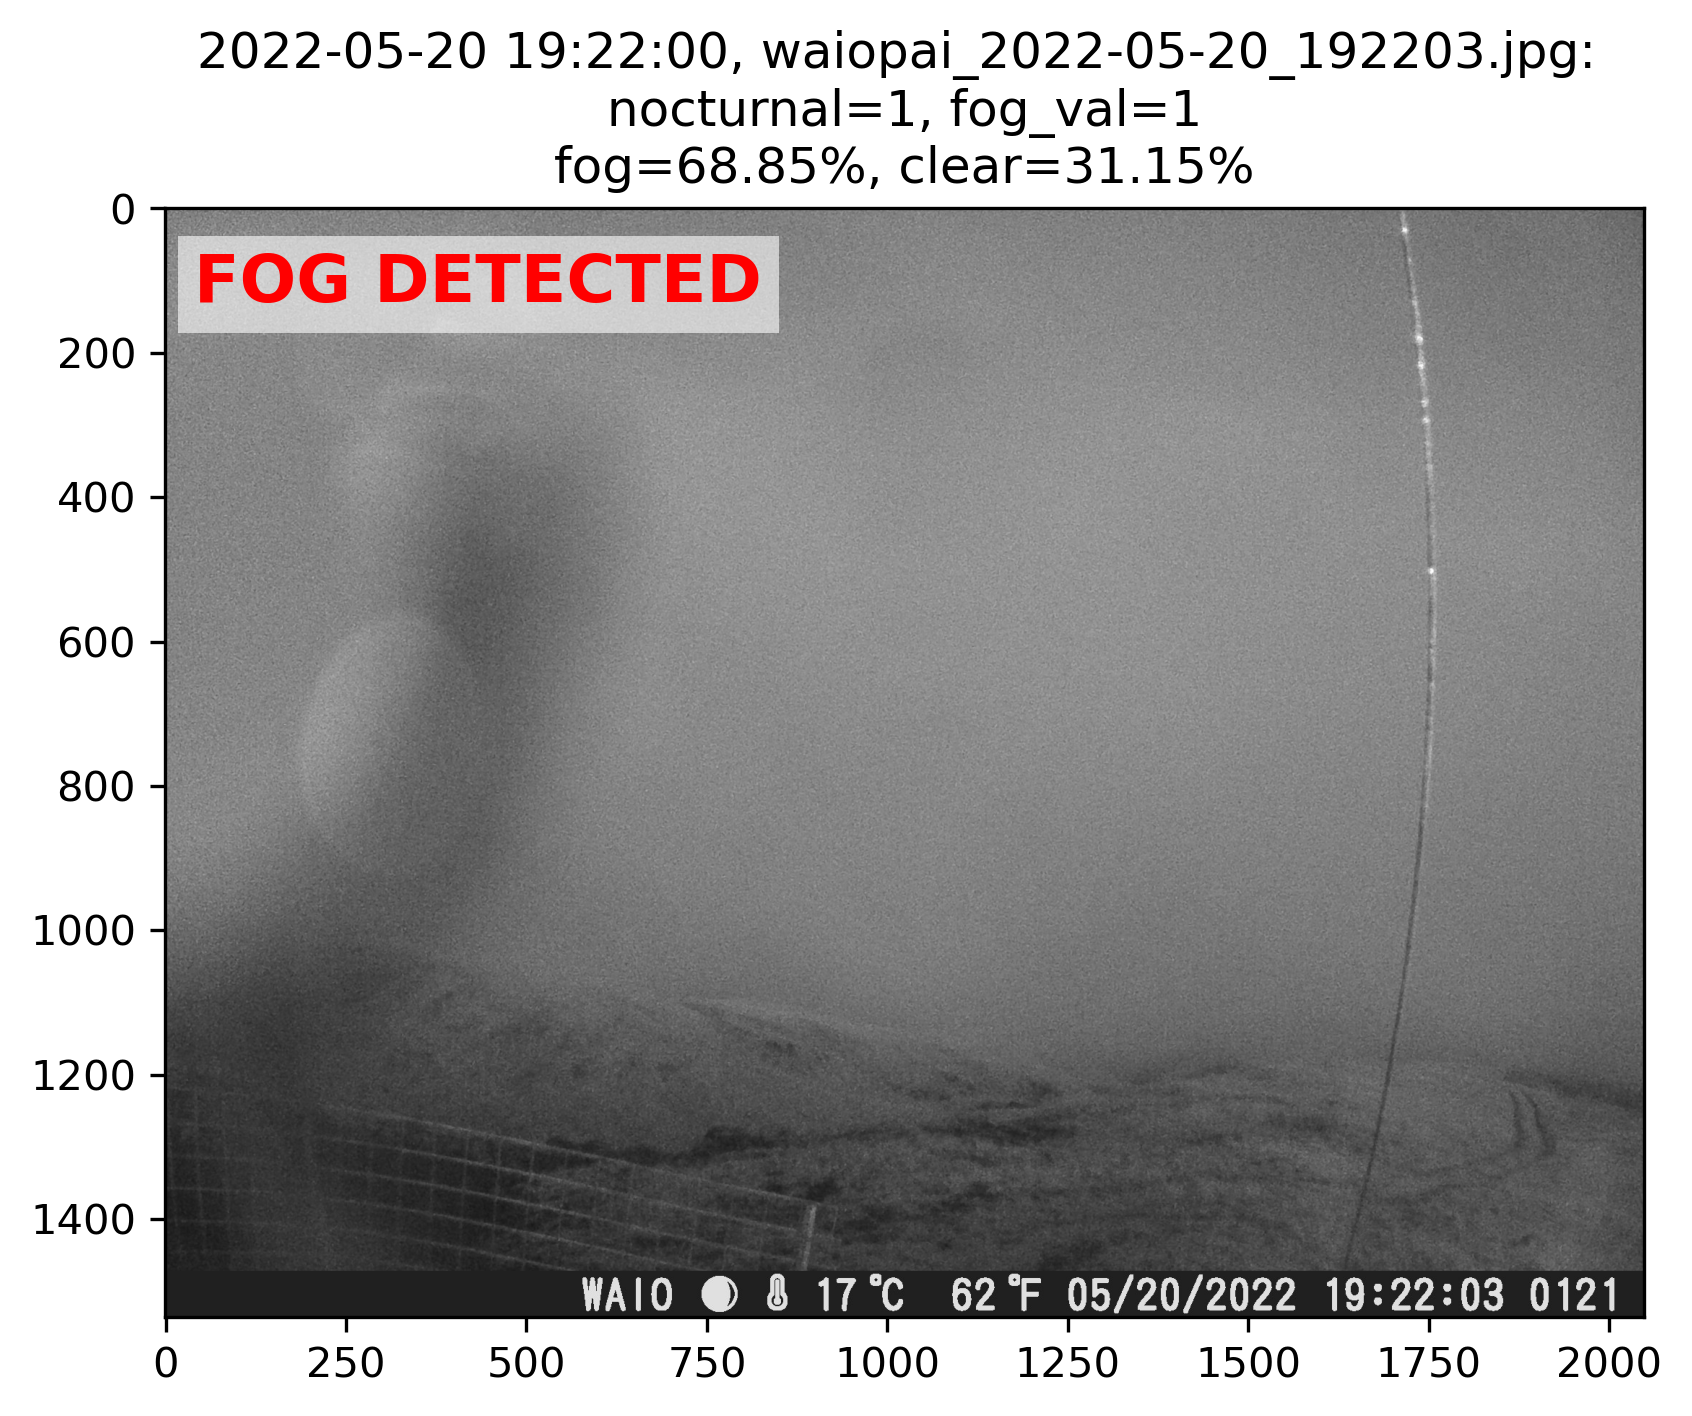 2022-05-20 19:22:00, waiopai_2022-05-20_192203.jpg:
nocturnal=1, fog_val=1
fog=68.85%, clear=31.15%
FOG DETECTED
0
200
400
600
800
1000
1200
1400
WAIO 17°C 62°F 05/20/2022 19:22:03 0121
0 250 500 750 1000 1250 1500 1750 2000